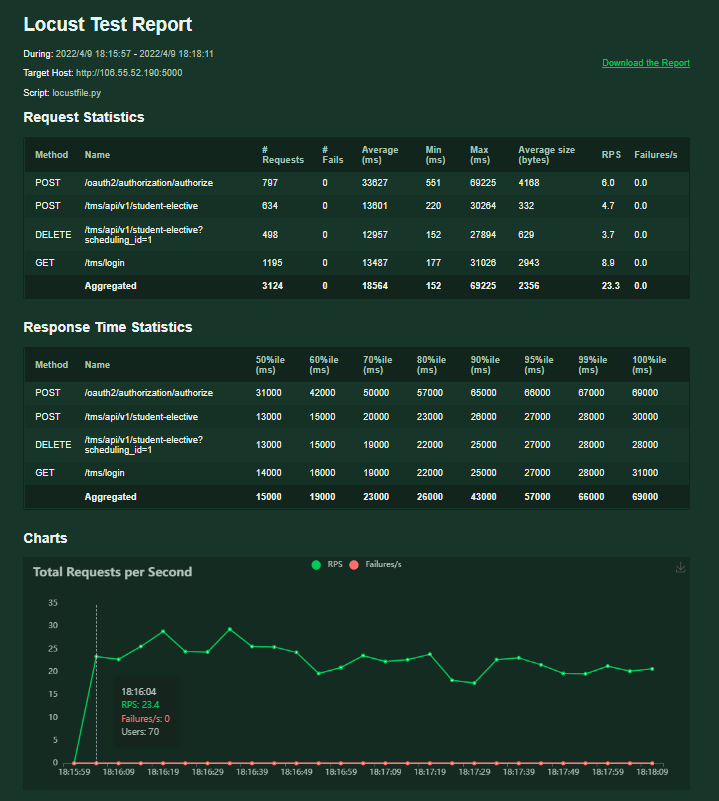 Locust Test Report
During: 2022/4/9 18:15:57 - 2022/4/9 18:18:11
Download the Report
Target Host: http://106.55.52.190:5000
Script: locustfile.py
Request Statistics
Method Name # Requests # Fails Average (ms) Min (ms) Max (ms) Average size (bytes) RPS Failures/s
POST /oauth2/authorization/authorize 797 0 33627 551 69225 4168 6.0 0.0
POST /tms/api/v1/student-elective 634 0 13601 220 30264 332 4.7 0.0
DELETE /tms/api/v1/student-elective?scheduling_id=1 498 0 12957 152 27894 629 3.7 0.0
GET /tms/login 1195 0 13487 177 31026 2943 8.9 0.0
Aggregated 3124 0 18564 152 69225 2356 23.3 0.0
Response Time Statistics
Method Name 50%ile (ms) 60%ile (ms) 70%ile (ms) 80%ile (ms) 90%ile (ms) 95%ile (ms) 99%ile (ms) 100%ile (ms)
POST /oauth2/authorization/authorize 31000 42000 50000 57000 65000 66000 67000 69000
POST /tms/api/v1/student-elective 13000 15000 20000 23000 26000 27000 28000 30000
DELETE /tms/api/v1/student-elective?scheduling_id=1 13000 15000 19000 22000 25000 27000 28000 28000
GET /tms/login 14000 16000 19000 22000 25000 27000 28000 31000
Aggregated 15000 19000 23000 26000 43000 57000 66000 69000
Charts
Total Requests per Second
RPS Failures/s
35
30
25
20
15
10
5
0
18:16:04
RPS: 23.4
Failures/s: 0
Users: 70
18:15:59 18:16:09 18:16:19 18:16:29 18:16:39 18:16:49 18:16:59 18:17:09 18:17:19 18:17:29 18:17:39 18:17:49 18:17:59 18:18:09